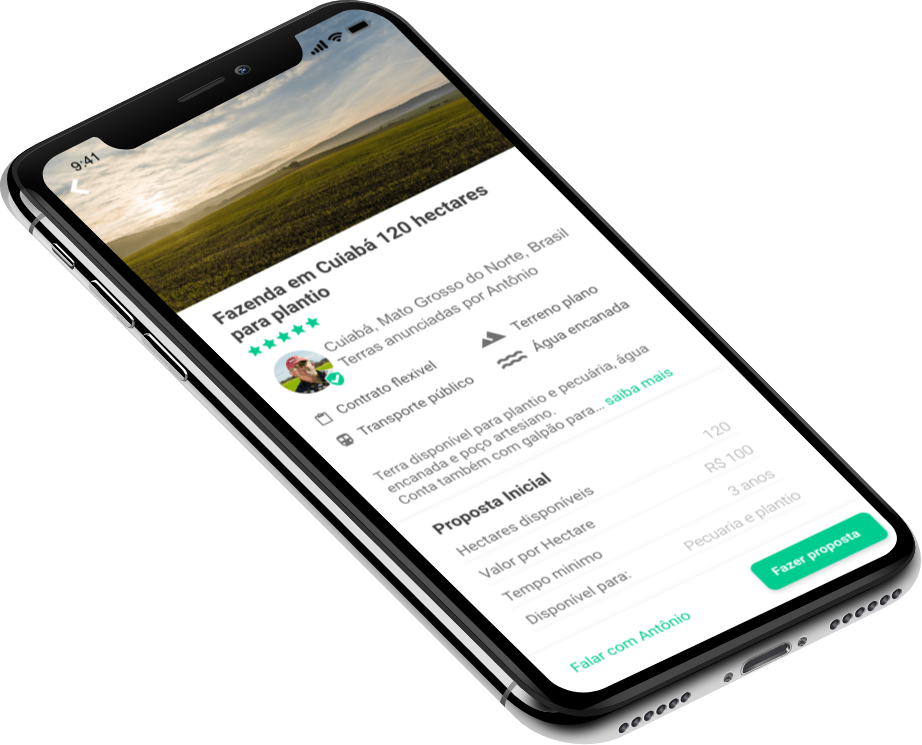 9:41
Fazenda em Cuiabá 120 hectares
para plantio
Cuiabá, Mato Grosso do Norte, Brasil
Terras anunciadas por Antônio
Contrato flexivel
Terreno plano
Transporte público
Água encanada
Terra disponível para plantio e pecuária, água
encanada e poço artesiano.
Conta também com galpão para... saiba mais
Proposta Inicial
Hectares disponíveis 120
Valor por Hectare R$ 100
Tempo minimo 3 anos
Disponível para: Pecuaria e plantio
Falar com Antônio
Fazer proposta